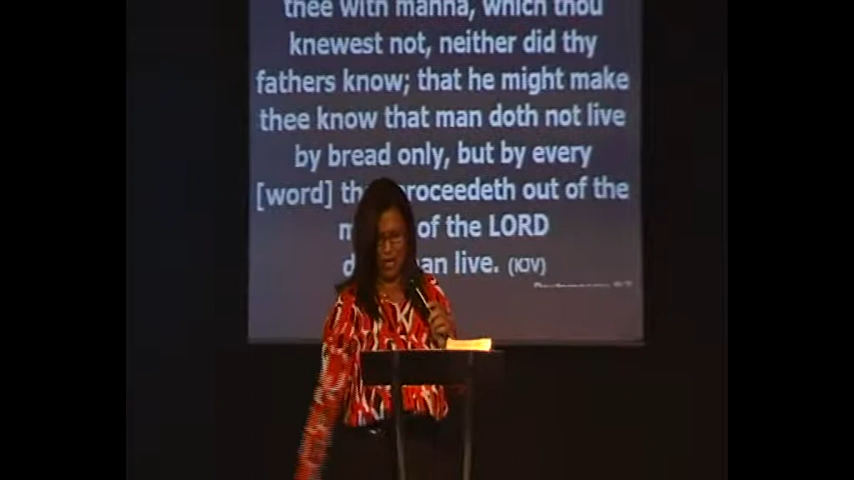 thee with manna, which thou
knewest not, neither did thy
fathers know; that he might make
thee know that man doth not live
by bread only, but by every
[word] proceedeth out of the
of the LORD
live. (KJV)